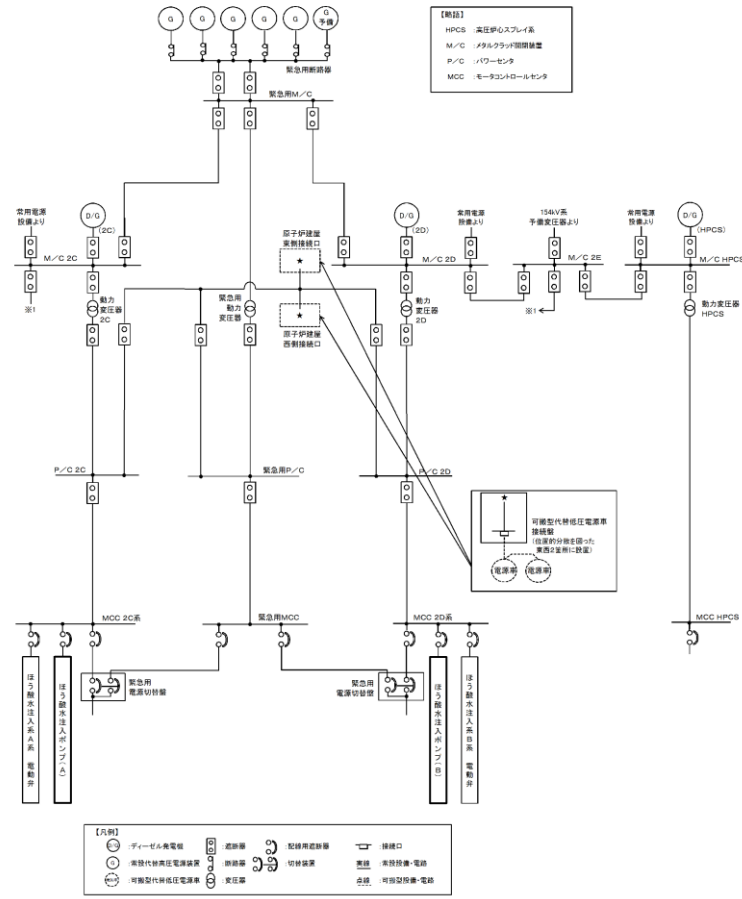 G
G
G
G
G
G
予備
緊急用断路器
緊急用M/C
【略語】
HPCS :高圧炉心スプレイ系
M/C :メタルクラッド開閉装置
P/C :パワーセンタ
MCC :モータコントロールセンタ
常用電源
設備より
D/G
(2C)
M/C 2C
※1
動力
変圧器
2C
原子炉建屋
東側接続口
★
★
原子炉建屋
西側接続口
緊急用
動力
変圧器
D/G
(2D)
M/C 2D
動力
変圧器
2D
常用電源
設備より
154kV系
予備変圧器より
M/C 2E
※1
常用電源
設備より
D/G
(HPCS)
M/C HPCS
動力変圧器
HPCS
P/C 2C
緊急用P/C
P/C 2D
★
可搬型代替低圧電源車
接続盤
(位置的分散を図った
東西2箇所に設置)
電源車
電源車
MCC 2C系
緊急用MCC
MCC 2D系
MCC HPCS
緊急用
電源切替盤
緊急用
電源切替盤
ほう酸水注入系A系 電動弁
ほう酸水注入ポンプ(A)
ほう酸水注入ポンプ(B)
ほう酸水注入系B系 電動弁
【凡例】
D/G :ディーゼル発電機
:遮断器
:配線用遮断器
:接続口
G :常設代替高圧電源装置
:断路器
:切替装置
実線 :常設設備・電路
:可搬型代替低圧電源車
:変圧器
点線 :可搬型設備・電路